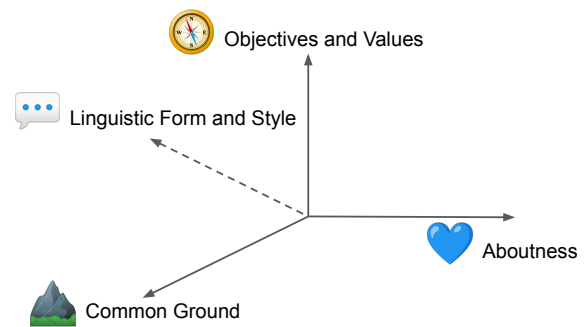 Objectives and Values
Linguistic Form and Style
Aboutness
Common Ground